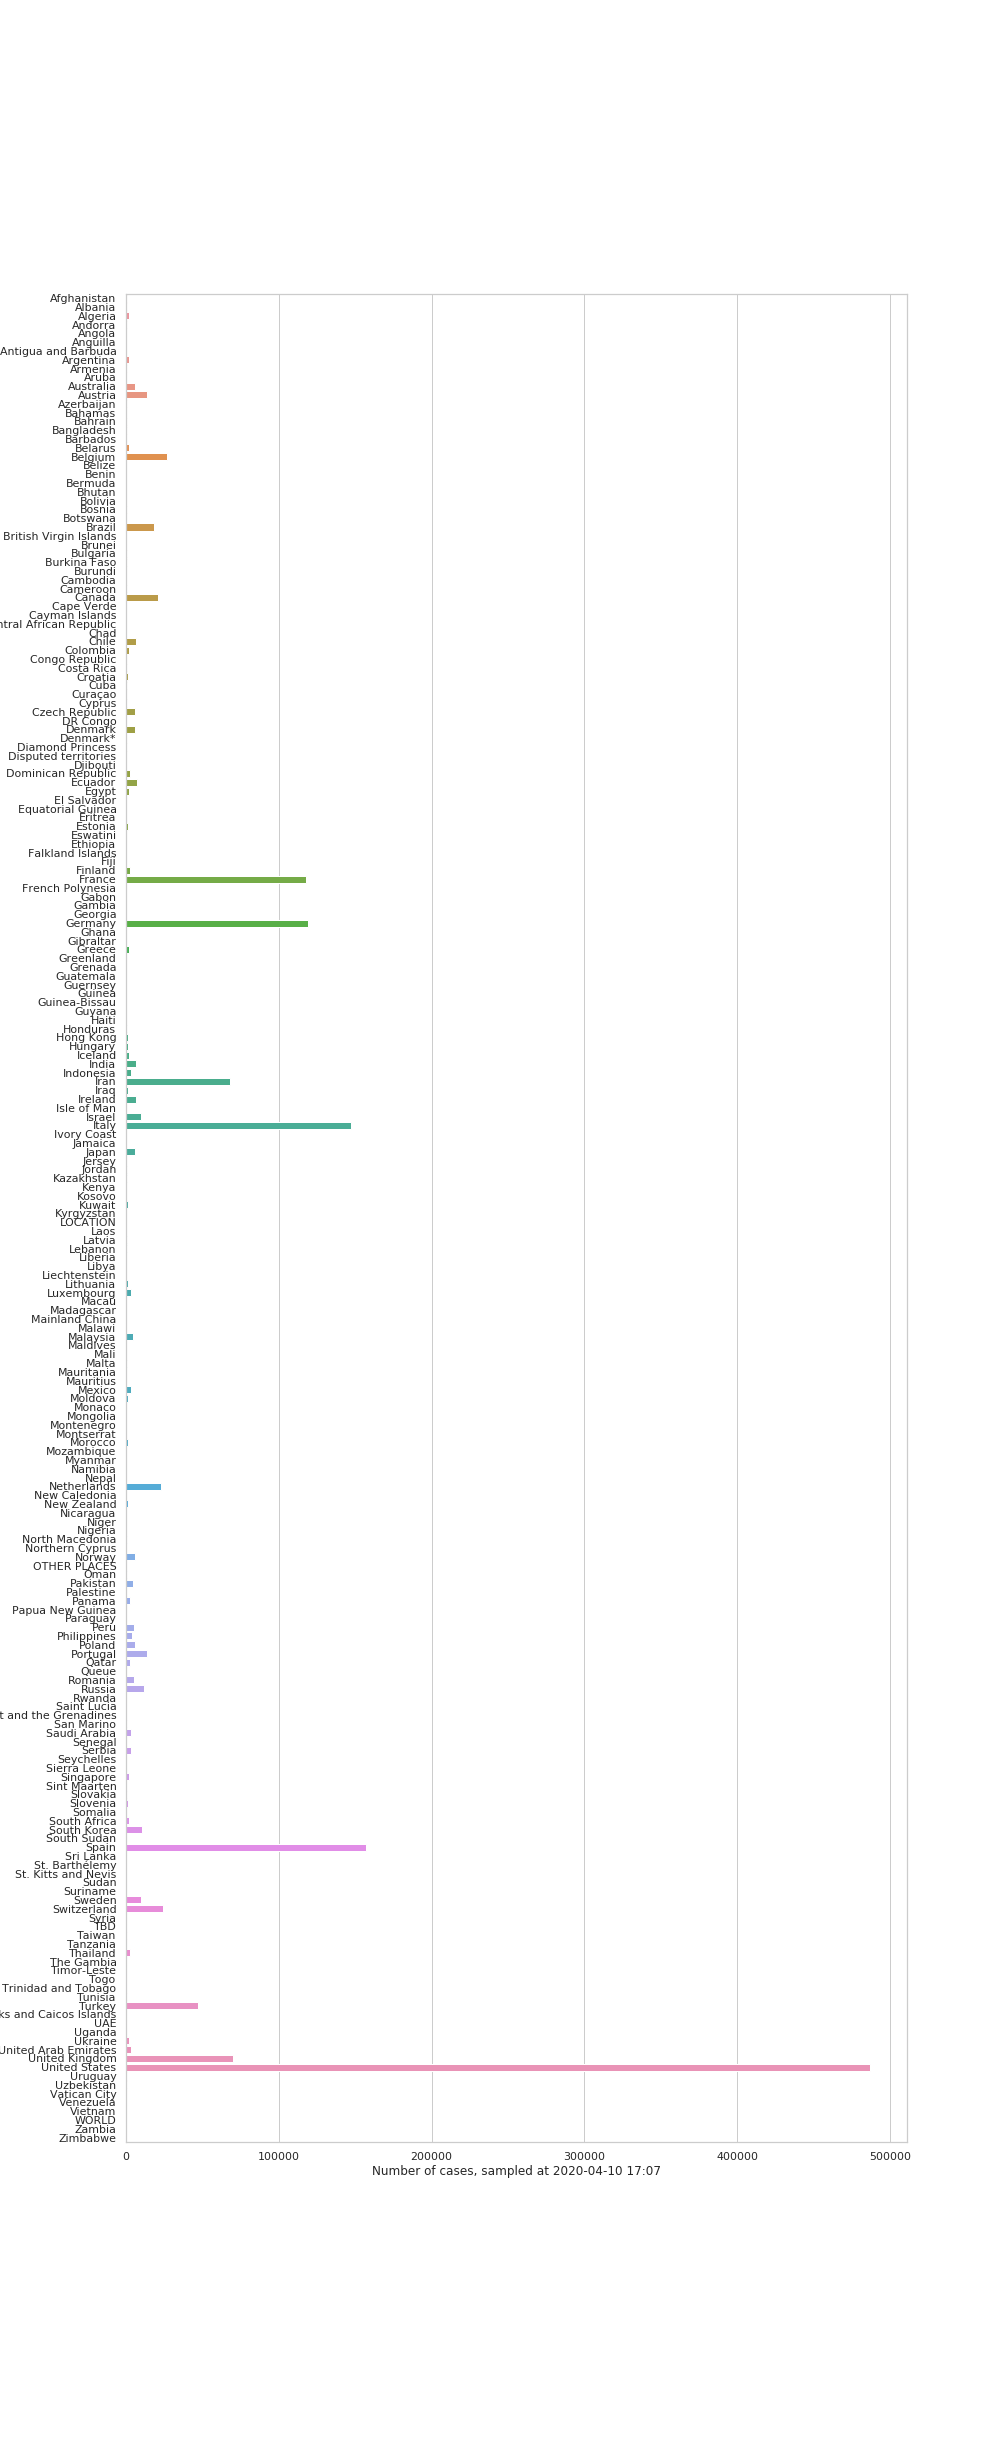 Afghanistan
Albania
Algeria
Andorra
Angola
Anguilla
Antigua and Barbuda
Argentina
Armenia
Aruba
Australia
Austria
Azerbaijan
Bahamas
Bahrain
Bangladesh
Barbados
Belarus
Belgium
Belize
Benin
Bermuda
Bhutan
Bolivia
Bosnia
Botswana
Brazil
British Virgin Islands
Brunei
Bulgaria
Burkina Faso
Burundi
Cambodia
Cameroon
Canada
Cape Verde
Cayman Islands
ntral African Republic
Chad
Chile
Colombia
Congo Republic
Costa Rica
Croatia
Cuba
Curaçao
Cyprus
Czech Republic
DR Congo
Denmark
Denmark*
Diamond Princess
Disputed territories
Djibouti
Dominican Republic
Ecuador
Egypt
El Salvador
Equatorial Guinea
Eritrea
Estonia
Eswatini
Ethiopia
Falkland Islands
Fiji
Finland
France
French Polynesia
Gabon
Gambia
Georgia
Germany
Ghana
Gibraltar
Greece
Greenland
Grenada
Guatemala
Guernsey
Guinea
Guinea-Bissau
Guyana
Haiti
Honduras
Hong Kong
Hungary
Iceland
India
Indonesia
Iran
Iraq
Ireland
Isle of Man
Israel
Italy
Ivory Coast
Jamaica
Japan
Jersey
Jordan
Kazakhstan
Kenya
Kosovo
Kuwait
Kyrgyzstan
LOCATION
Laos
Latvia
Lebanon
Liberia
Libya
Liechtenstein
Lithuania
Luxembourg
Macau
Madagascar
Mainland China
Malawi
Malaysia
Maldives
Mali
Malta
Mauritania
Mauritius
Mexico
Moldova
Monaco
Mongolia
Montenegro
Montserrat
Morocco
Mozambique
Myanmar
Namibia
Nepal
Netherlands
New Caledonia
New Zealand
Nicaragua
Niger
Nigeria
North Macedonia
Northern Cyprus
Norway
OTHER PLACES
Oman
Pakistan
Palestine
Panama
Papua New Guinea
Paraguay
Peru
Philippines
Poland
Portugal
Qatar
Queue
Romania
Russia
Rwanda
Saint Lucia
t and the Grenadines
San Marino
Saudi Arabia
Senegal
Serbia
Seychelles
Sierra Leone
Singapore
Sint Maarten
Slovakia
Slovenia
Somalia
South Africa
South Korea
South Sudan
Spain
Sri Lanka
St. Barthélemy
St. Kitts and Nevis
Sudan
Suriname
Sweden
Switzerland
Syria
TBD
Taiwan
Tanzania
Thailand
The Gambia
Timor-Leste
Togo
Trinidad and Tobago
Tunisia
Turkey
ks and Caicos Islands
UAE
Uganda
Ukraine
United Arab Emirates
United Kingdom
United States
Uruguay
Uzbekistan
Vatican City
Venezuela
Vietnam
WORLD
Zambia
Zimbabwe
0 100000 200000 300000 400000 500000
Number of cases, sampled at 2020-04-10 17:07